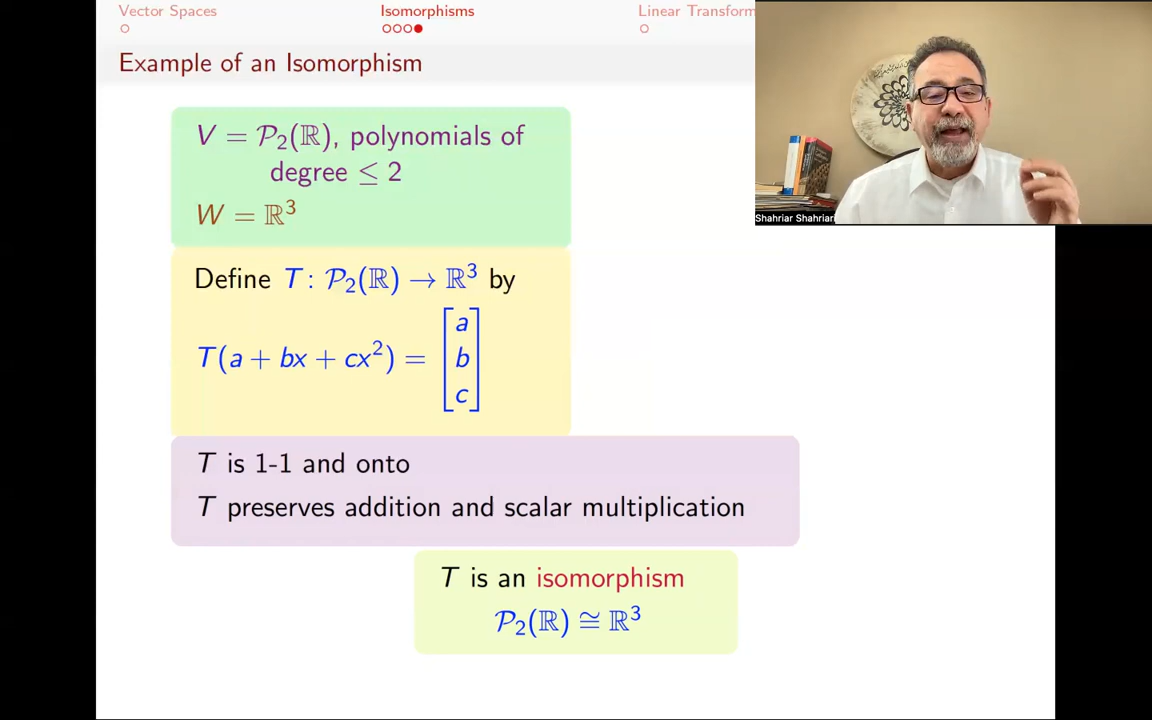 Vector Spaces
Isomorphisms
Linear Transform
Example of an Isomorphism
V = 𝒫₂(ℝ), polynomials of
degree ≤ 2
W = ℝ³
Define T: 𝒫₂(ℝ) → ℝ³ by
T(a + bx + cx²) = [a b c]
T is 1-1 and onto
T preserves addition and scalar multiplication
T is an isomorphism
𝒫₂(ℝ) ≅ ℝ³
Shahriar Shahriari